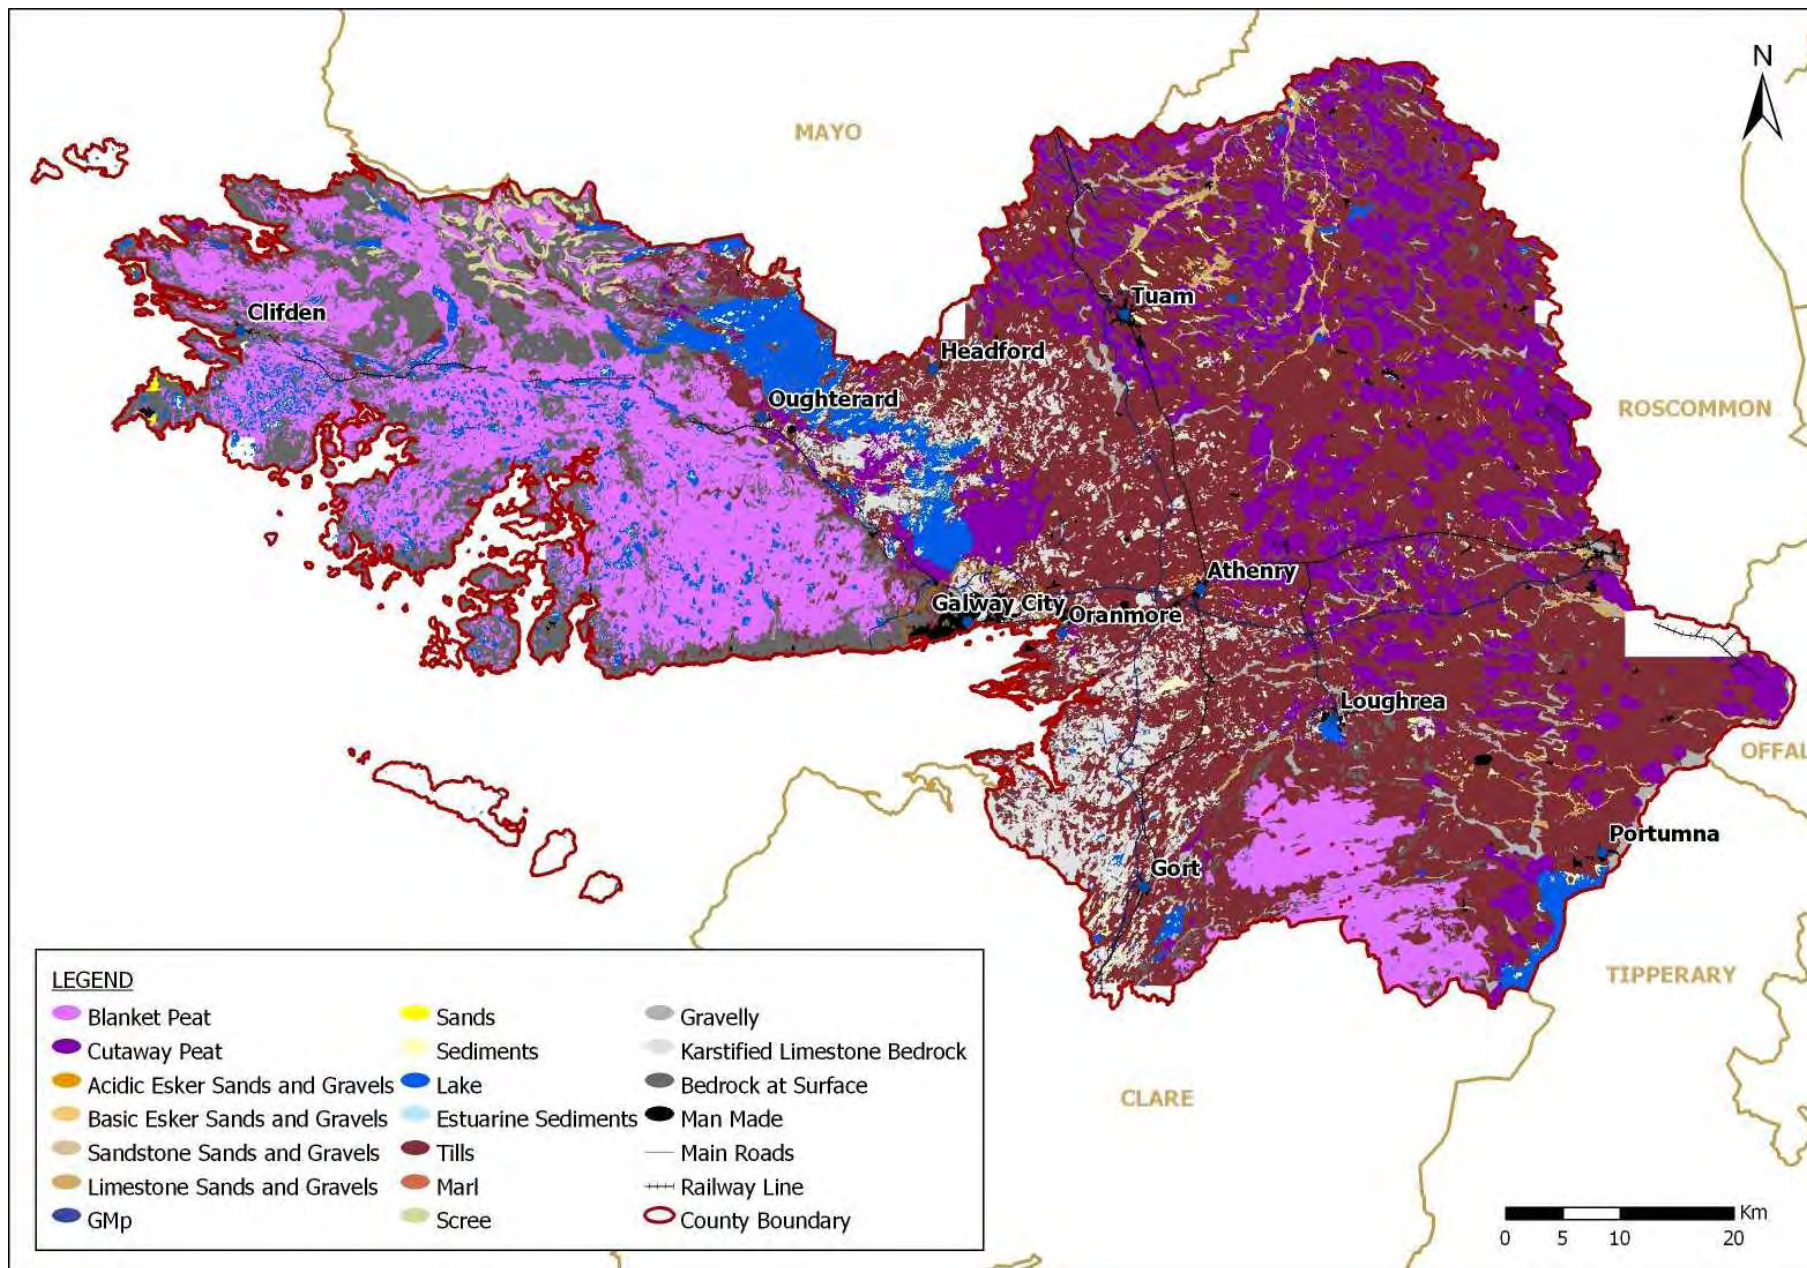 N
MAYO
Clifden
Tuam
Headford
Oughterard
ROSCOMMON
Athenry
Galway City
Oranmore
Loughrea
OFFAL
Portumna
Gort
TIPPERARY
CLARE
LEGEND
Blanket Peat
Cutaway Peat
Acidic Esker Sands and Gravels
Basic Esker Sands and Gravels
Sandstone Sands and Gravels
Limestone Sands and Gravels
GMp
Sands
Sediments
Lake
Estuarine Sediments
Tills
Marl
Scree
Gravelly
Karstified Limestone Bedrock
Bedrock at Surface
Man Made
Main Roads
Railway Line
County Boundary
Km
0 5 10 20